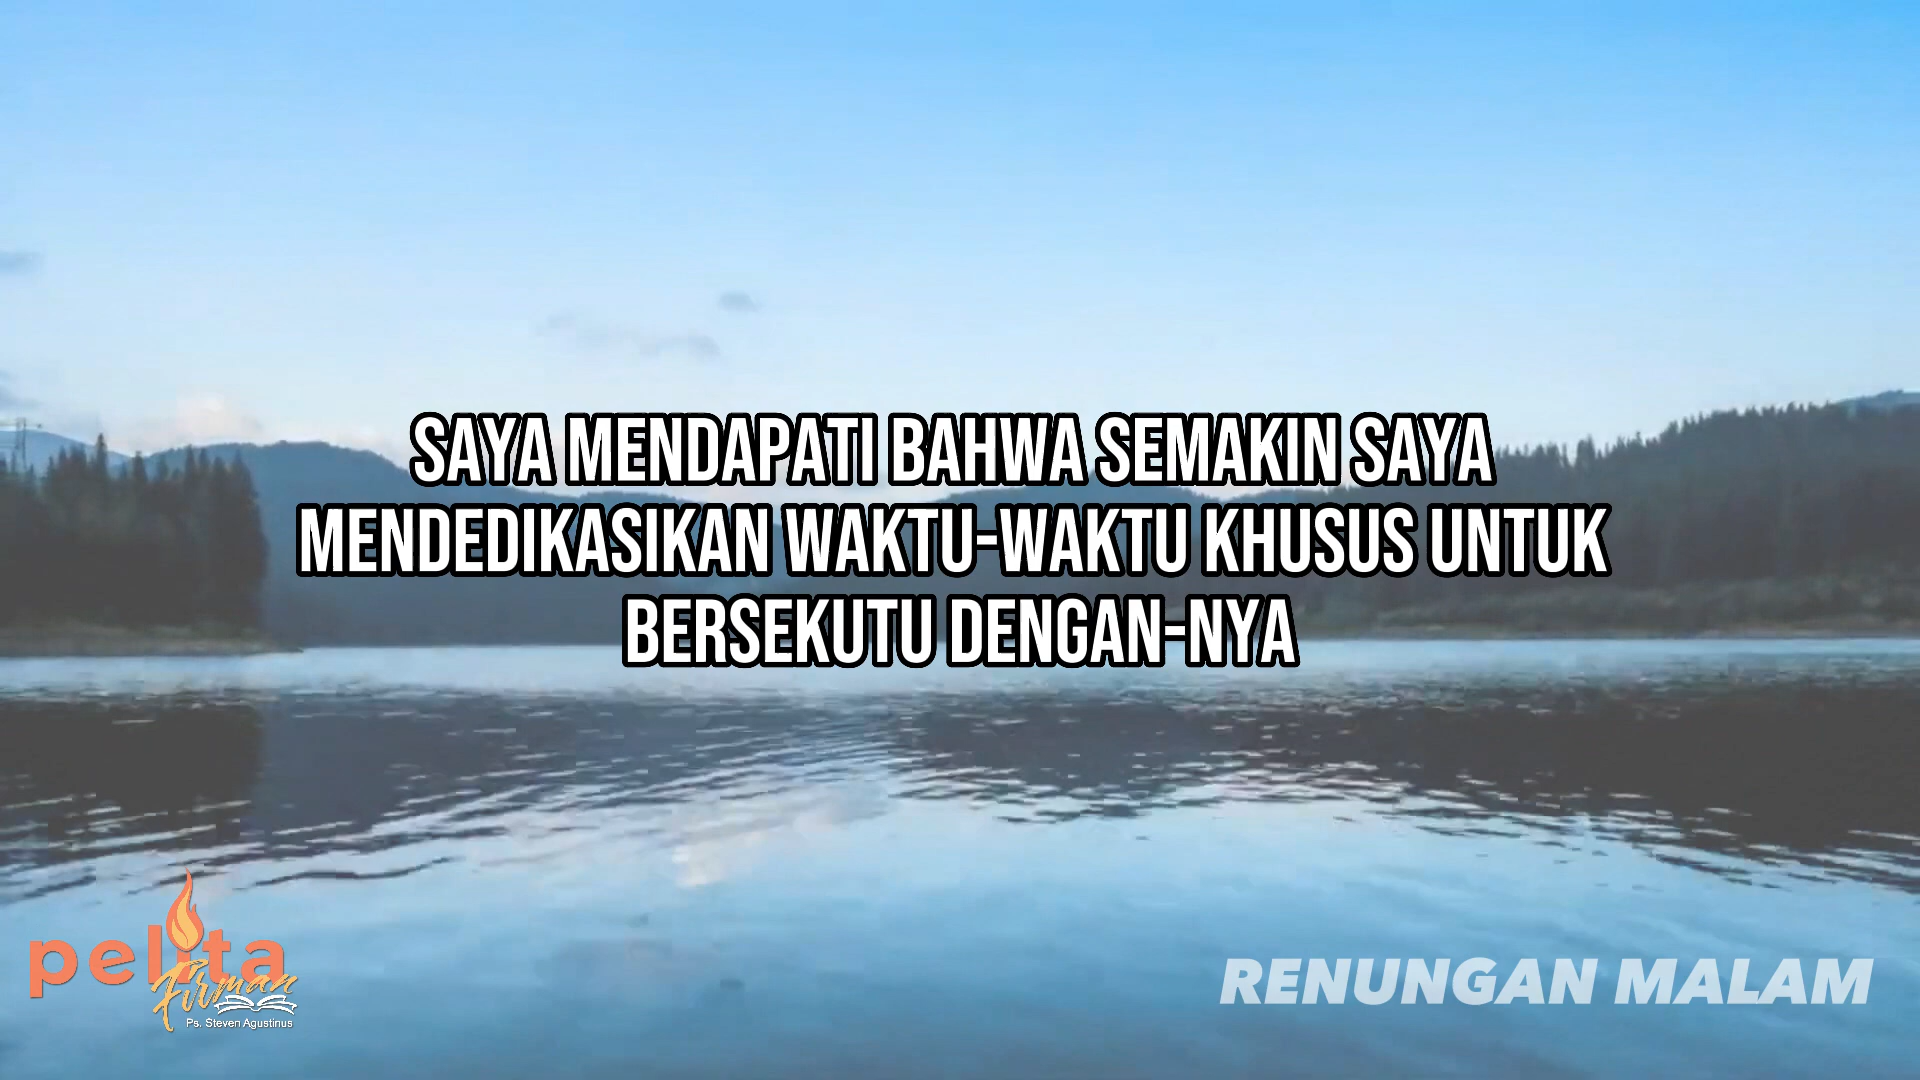 SAYA MENDAPATI BAHWA SEMAKIN SAYA
MENDEDIKASIKAN WAKTU-WAKTU KHUSUS UNTUK
BERSEKUTU DENGAN-NYA
pelita
Firman
Ps. Steven Agustinus
RENUNGAN MALAM